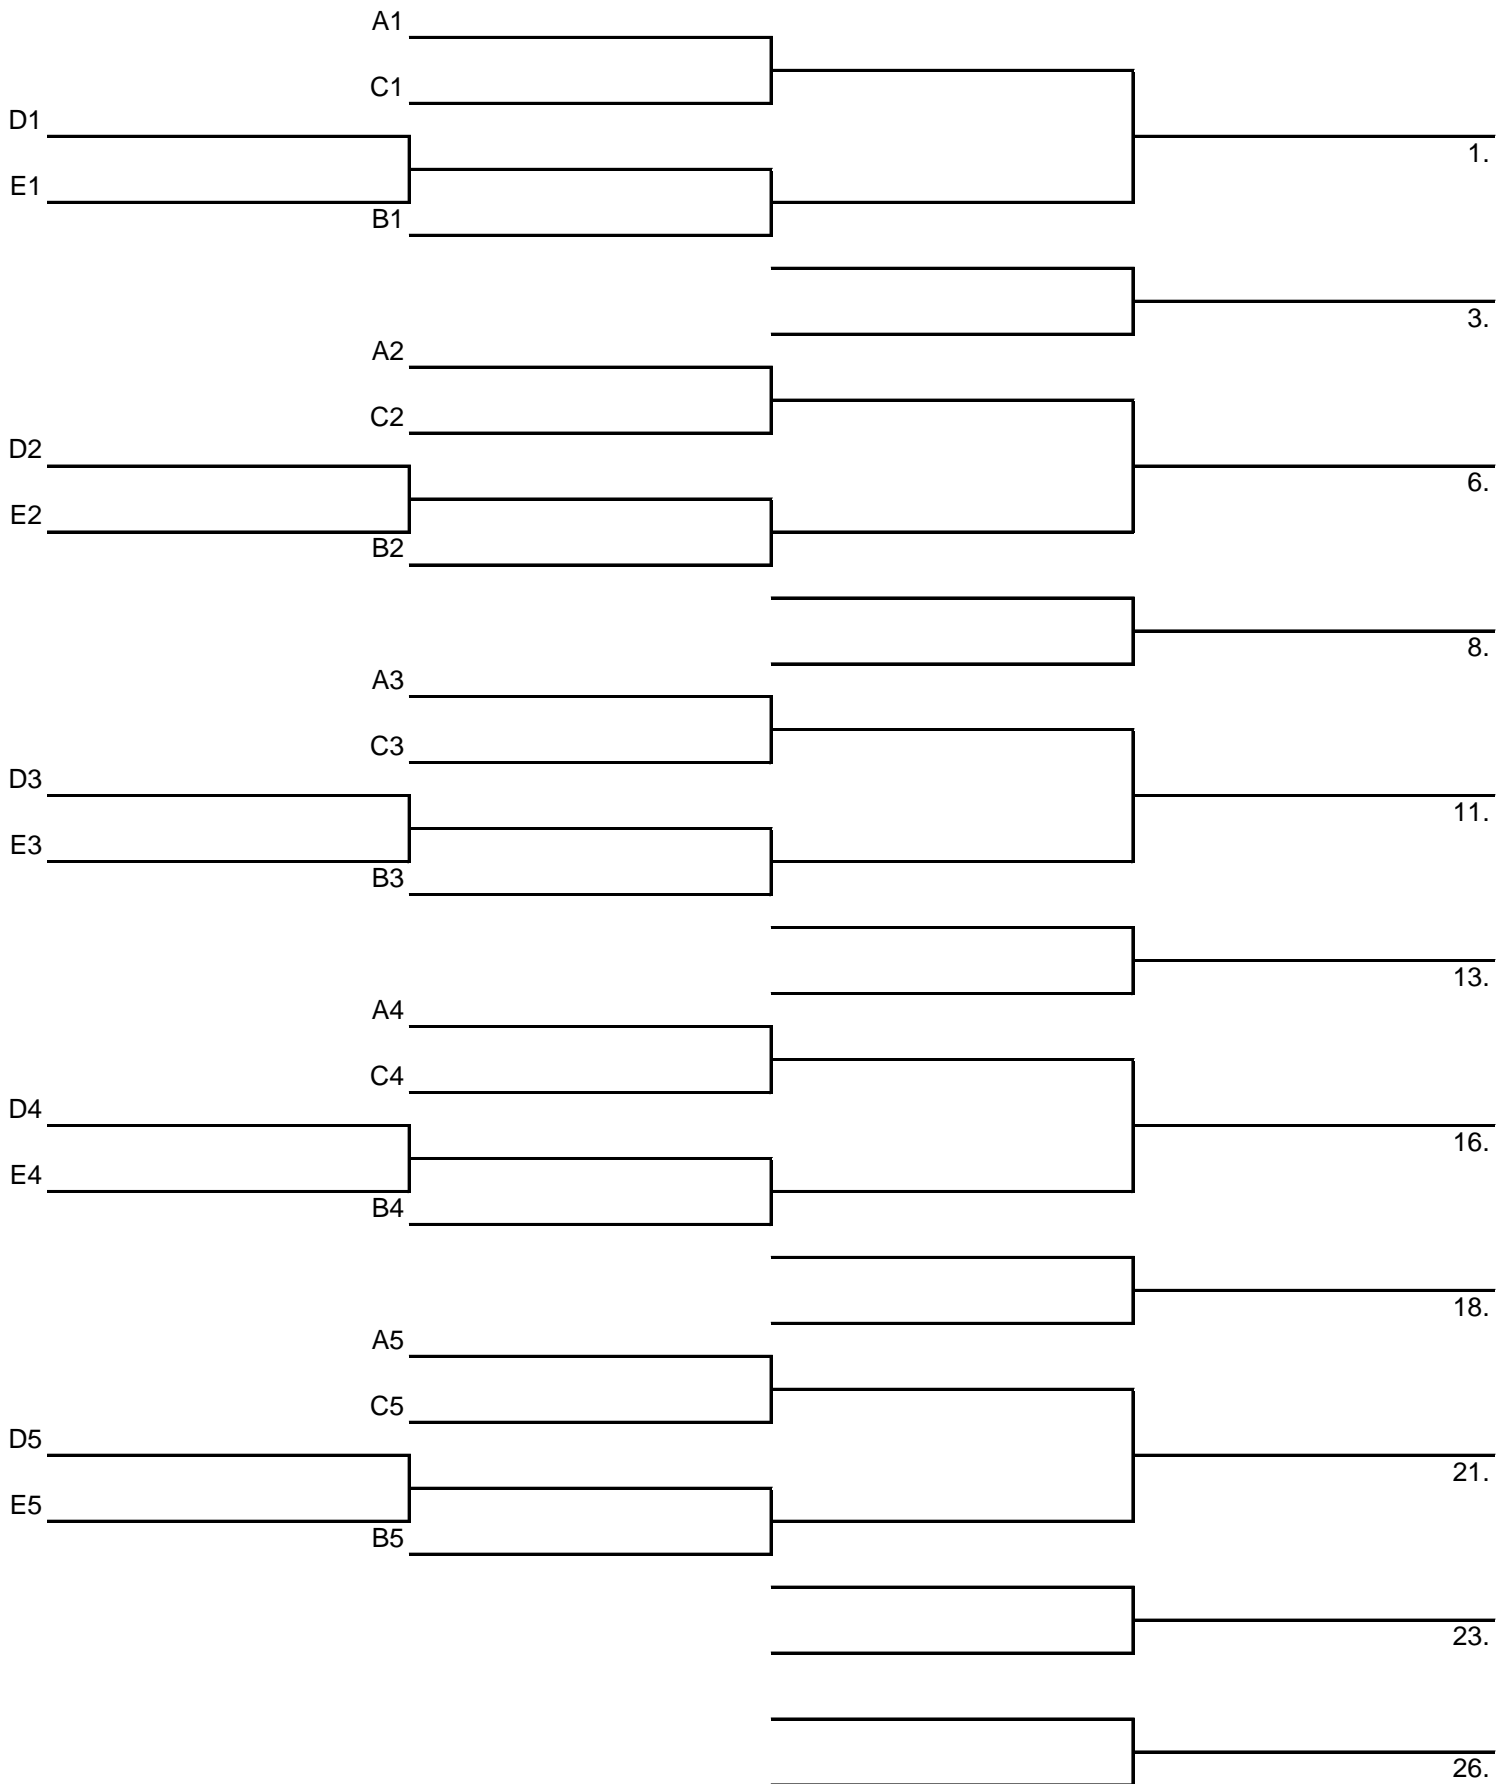 A1
C1
D1
1.
E1
B1
3.
A2
C2
D2
6.
E2
B2
8.
A3
C3
D3
11.
E3
B3
13.
A4
C4
D4
16.
E4
B4
18.
A5
C5
D5
21.
E5
B5
23.
26.